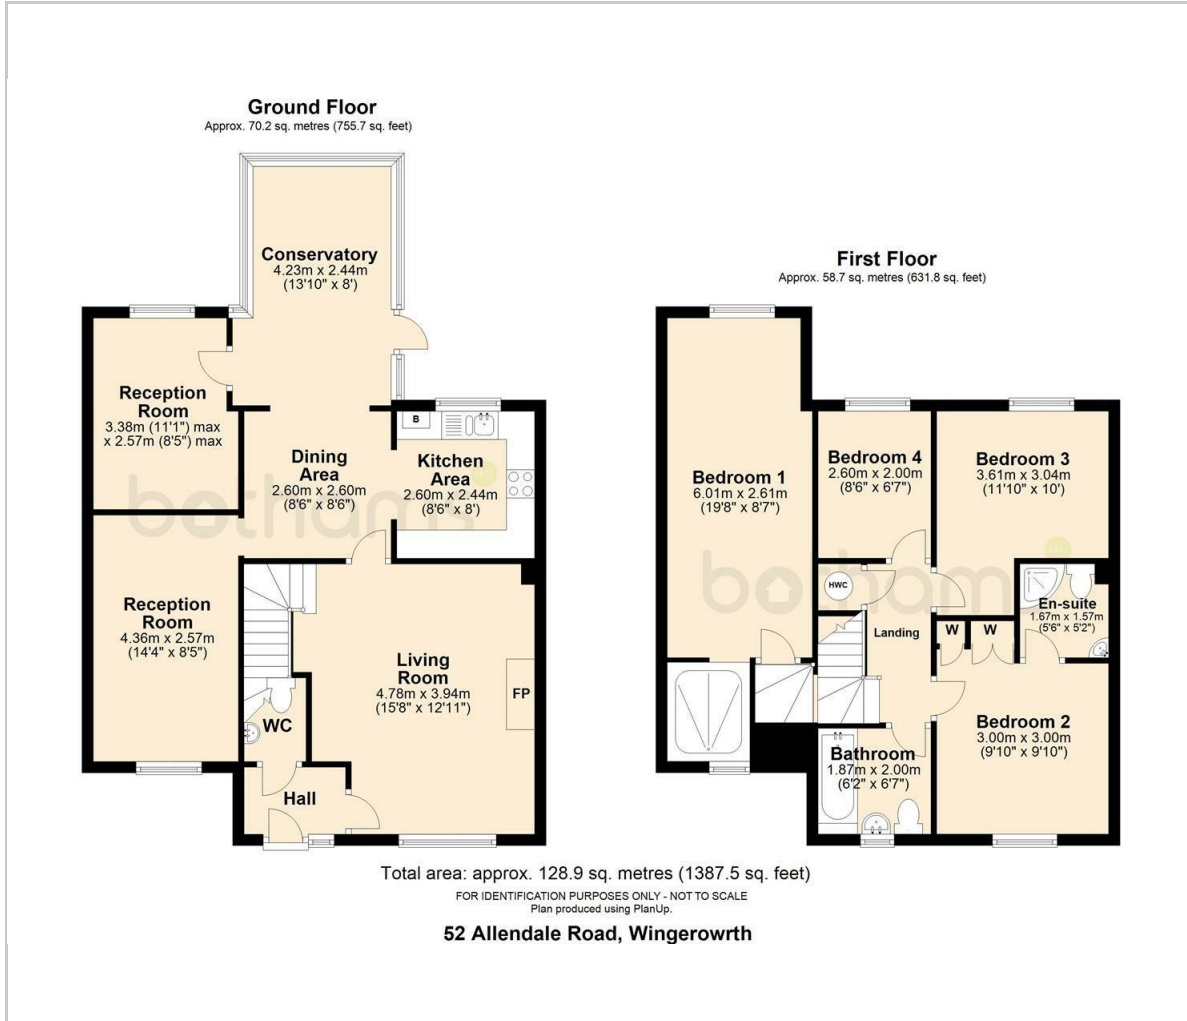 Ground Floor
Approx. 70.2 sq. metres (755.7 sq. feet)
Conservatory
4.23m x 2.44m
(13'10" x 8')
Reception
Room
3.38m (11'1") max
x 2.57m (8'5") max
Dining
Area
2.60m x 2.60m
(8'6" x 8'6")
B
Kitchen
Area
2.60m x 2.44m
(8'6" x 8')
Reception
Room
4.36m x 2.57m
(14'4" x 8'5")
Living
Room
4.78m x 3.94m
(15'8" x 12'11")
FP
WC
Hall
bothams
First Floor
Approx. 58.7 sq. metres (631.8 sq. feet)
Bedroom 1
6.01m x 2.61m
(19'8" x 8'7")
Bedroom 4
2.60m x 2.00m
(8'6" x 6'7")
Bedroom 3
3.61m x 3.04m
(11'10" x 10')
HWC
En-suite
1.67m x 1.57m
(5'6" x 5'2")
Landing
W
W
Bedroom 2
3.00m x 3.00m
(9'10" x 9'10")
Bathroom
1.87m x 2.00m
(6'2" x 6'7")
botham
Total area: approx. 128.9 sq. metres (1387.5 sq. feet)
FOR IDENTIFICATION PURPOSES ONLY - NOT TO SCALE
Plan produced using PlanUp.
52 Allendale Road, Wingerowrth